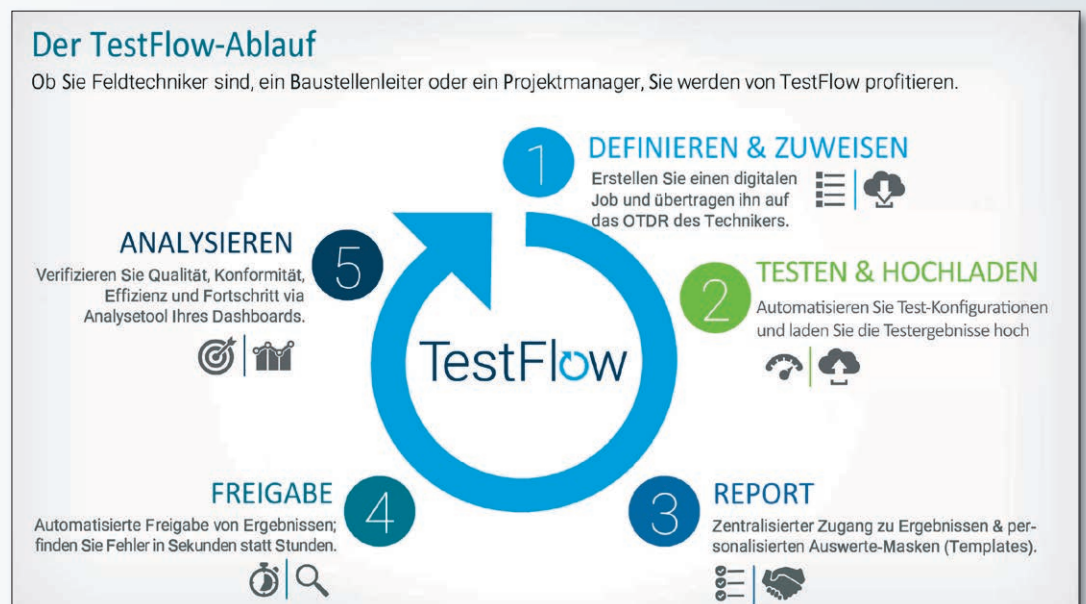 Der TestFlow-Ablauf
Ob Sie Feldtechniker sind, ein Baustellenleiter oder ein Projektmanager, Sie werden von TestFlow profitieren.
1
DEFINIEREN & ZUWEISEN
Erstellen Sie einen digitalen
Job und übertragen ihn auf
das OTDR des Technikers.
2
TESTEN & HOCHLADEN
Automatisieren Sie Test-Konfigurationen
und laden Sie die Testergebnisse hoch
3
REPORT
Zentralisierter Zugang zu Ergebnissen & per-
sonalisierten Auswerte-Masken (Templates).
4
FREIGABE
Automatisierte Freigabe von Ergebnissen;
finden Sie Fehler in Sekunden statt Stunden.
5
ANALYSIEREN
Verifizieren Sie Qualität, Konformität,
Effizienz und Fortschritt via
Analysetool Ihres Dashboards.
TestFlow